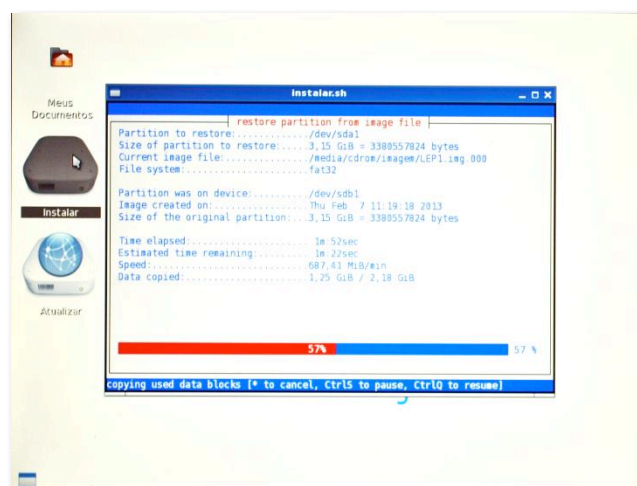 Meus
Documentos
Instalar
Atualizar
instalar.sh
restore partition from image file
Partition to restore:............./dev/sda1
Size of partition to restore:.....3,15 GiB = 3380557824 bytes
Current image file:.............../media/cdrom/imagem/LEP1.img.000
File system:......................fat32
Partition was on device:........../dev/sdb1
Image created on:.................Thu Feb 7 11:19:18 2013
Size of the original partition:...3,15 GiB = 3380557824 bytes
Time elapsed:..................... 1m 52sec
Estimated time remaining:......... 1m:22sec
Speed:............................687,41 MiB/min
Data copied:......................1,25 GiB / 2,18 GiB
57% 57 %
copying used data blocks [* to cancel, CtrlS to pause, CtrlQ to resume]